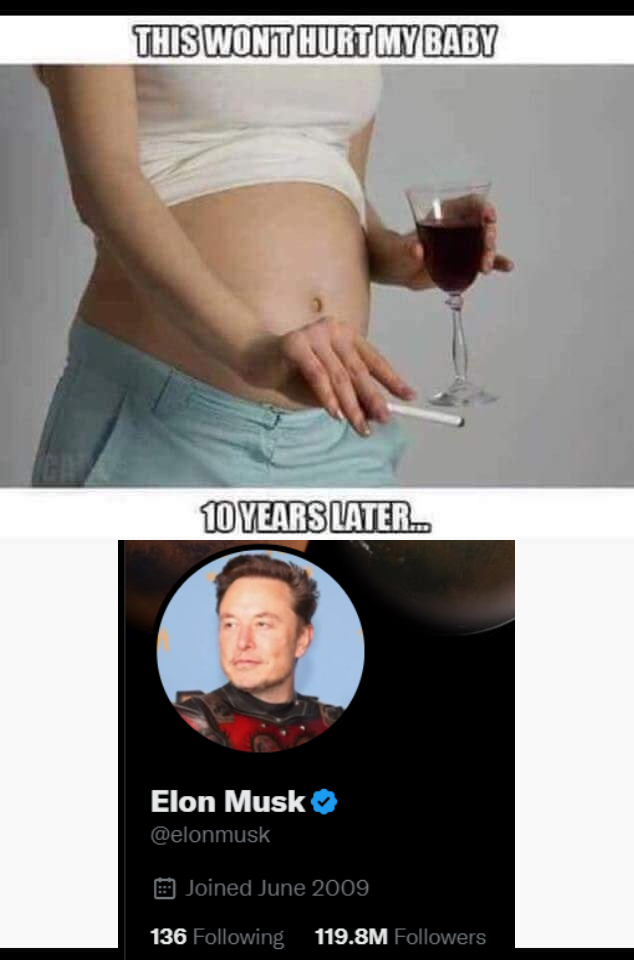 THIS WON'T HURT MY BABY
10 YEARS LATER...
Elon Musk
@elonmusk
Joined June 2009
136 Following 119.8M Followers